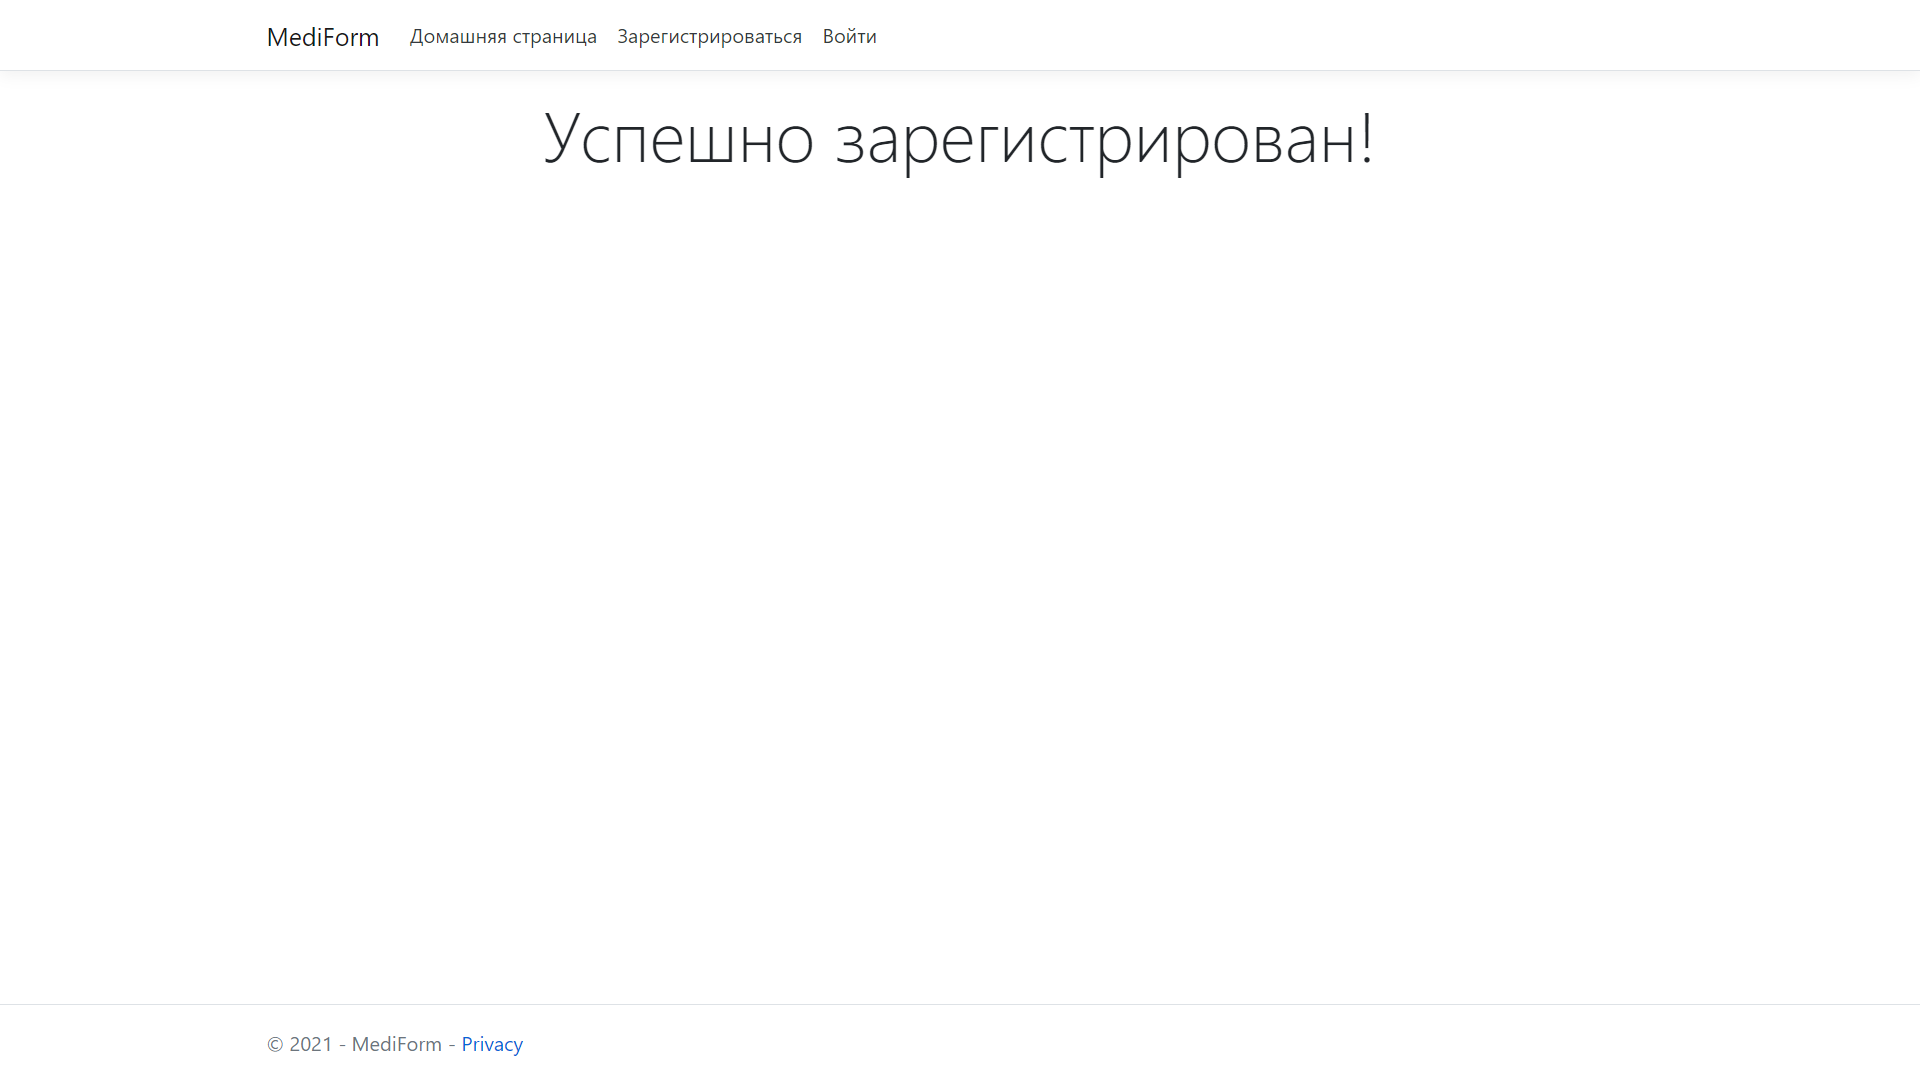 MediForm Домашняя страница Зарегистрироваться Войти
Успешно зарегистрирован!
© 2021 - MediForm - Privacy